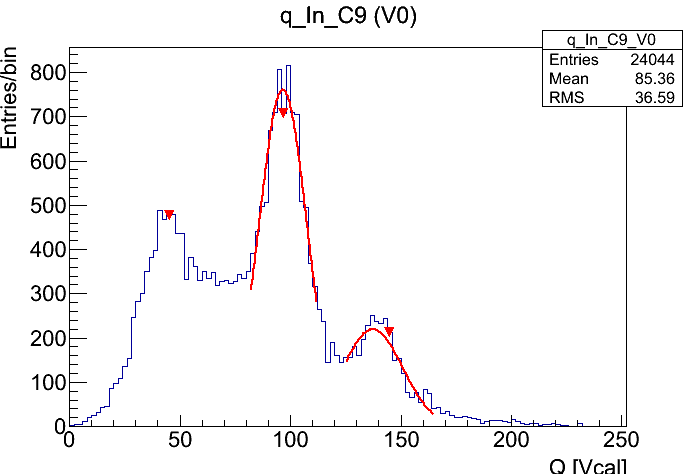 q_In_C9 (V0)
q_In_C9_V0
Entries 24044
Mean 85.36
RMS 36.59
Entries/bin
800
700
600
500
400
300
200
100
0
0 50 100 150 200 250
Q [Vcal]